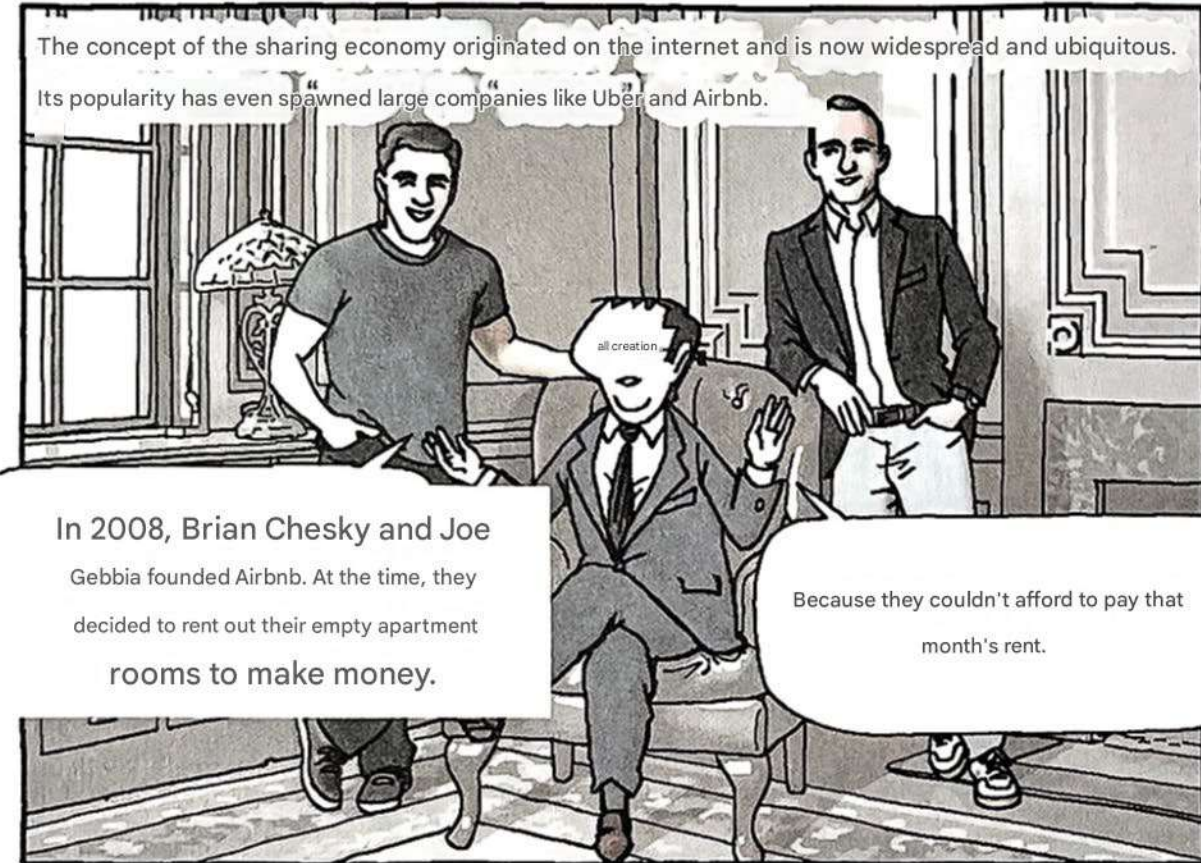 The concept of the sharing economy originated on the internet and is now widespread and ubiquitous.
Its popularity has even spawned large companies like Uber and Airbnb.
all creation
In 2008, Brian Chesky and Joe
Gebbia founded Airbnb. At the time, they
decided to rent out their empty apartment
rooms to make money.
Because they couldn't afford to pay that
month's rent.